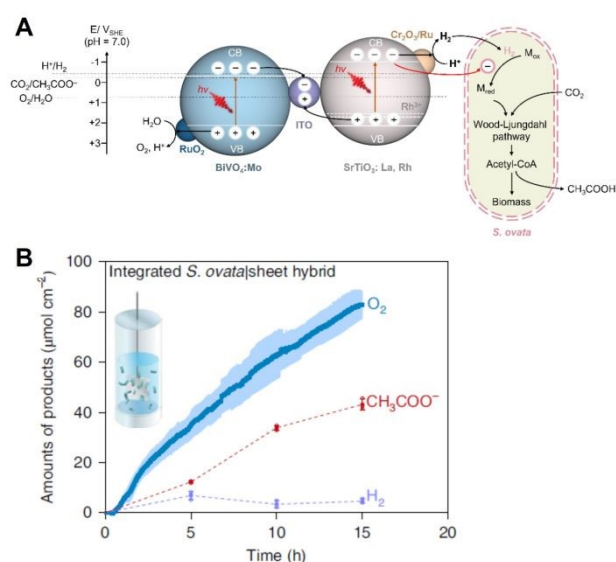 A
E/ V_SHE
(pH = 7.0)
H⁺/H₂
CO₂/CH₃COO⁻
O₂/H₂O
-1
0
+1
+2
+3
CB
hv
H₂O
O₂, H⁺
RuO₂
VB
BiVO₄:Mo
ITO
Cr₂O₃/Ru
CB
hv
Rh³⁺
VB
SrTiO₃: La, Rh
H₂
H⁺
H₂
M_ox
M_red
CO₂
Wood-Ljungdahl
pathway
Acetyl-CoA
CH₃COOH
Biomass
S. ovata
B
Integrated S. ovata|sheet hybrid
Amounts of products (μmol cm⁻²)
100
80
60
40
20
0
O₂
CH₃COO⁻
H₂
0 5 10 15 20
Time (h)